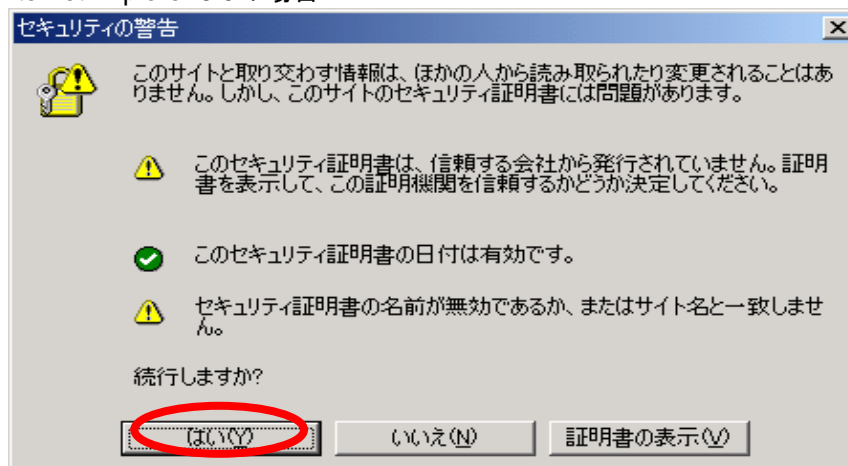 セキュリティの警告
このサイトと取り交わす情報は、ほかの人から読み取られたり変更されることはあ
りません。しかし、このサイトのセキュリティ証明書には問題があります。
このセキュリティ証明書は、信頼する会社から発行されていません。証明
書を表示して、この証明機関を信頼するかどうか決定してください。
このセキュリティ証明書の日付は有効です。
セキュリティ証明書の名前が無効であるか、またはサイト名と一致しませ
ん。
続行しますか?
はい(Y) いいえ(N) 証明書の表示(V)